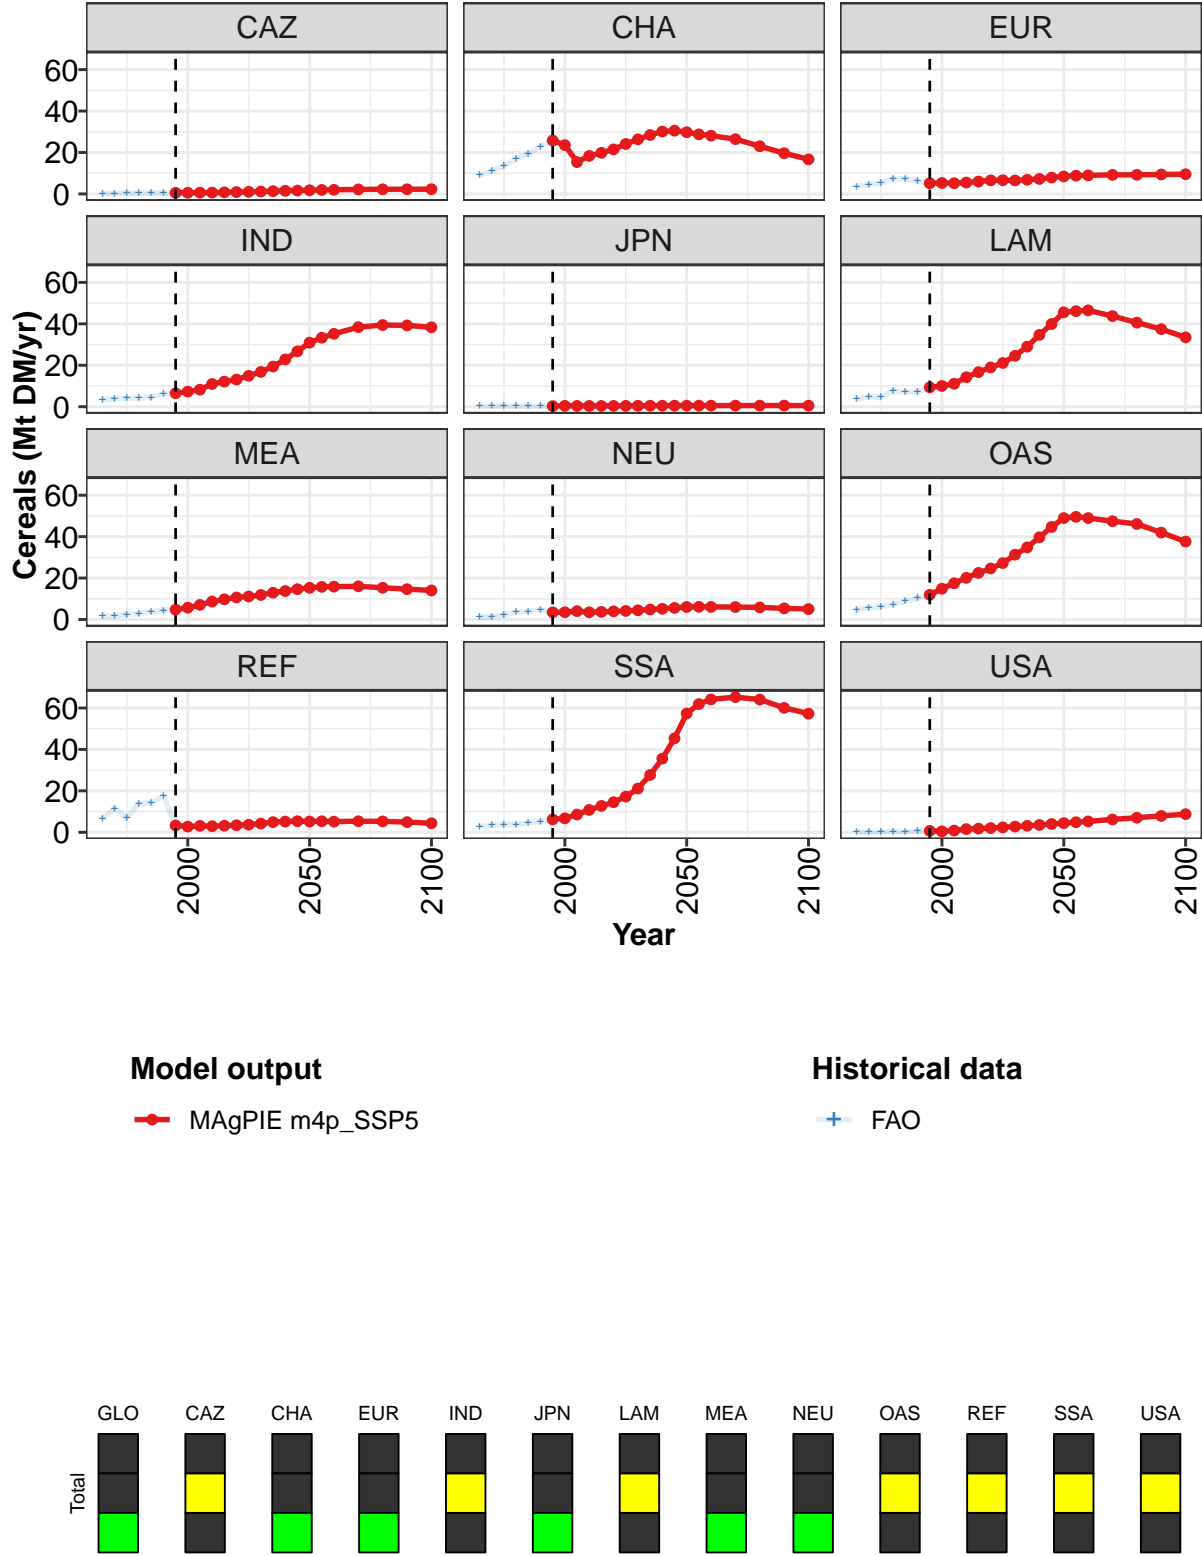 CAZ CHA EUR
60
40
20
0
IND JPN LAM
60
40
20
0
MEA NEU OAS
60
40
20
0
REF SSA USA
60
40
20
0
Cereals (Mt DM/yr)
2000 2050 2100 2000 2050 2100 2000 2050 2100
Year
Model output Historical data
MAgPIE m4p_SSP5 FAO
GLO CAZ CHA EUR IND JPN LAM MEA NEU OAS REF SSA USA
Total